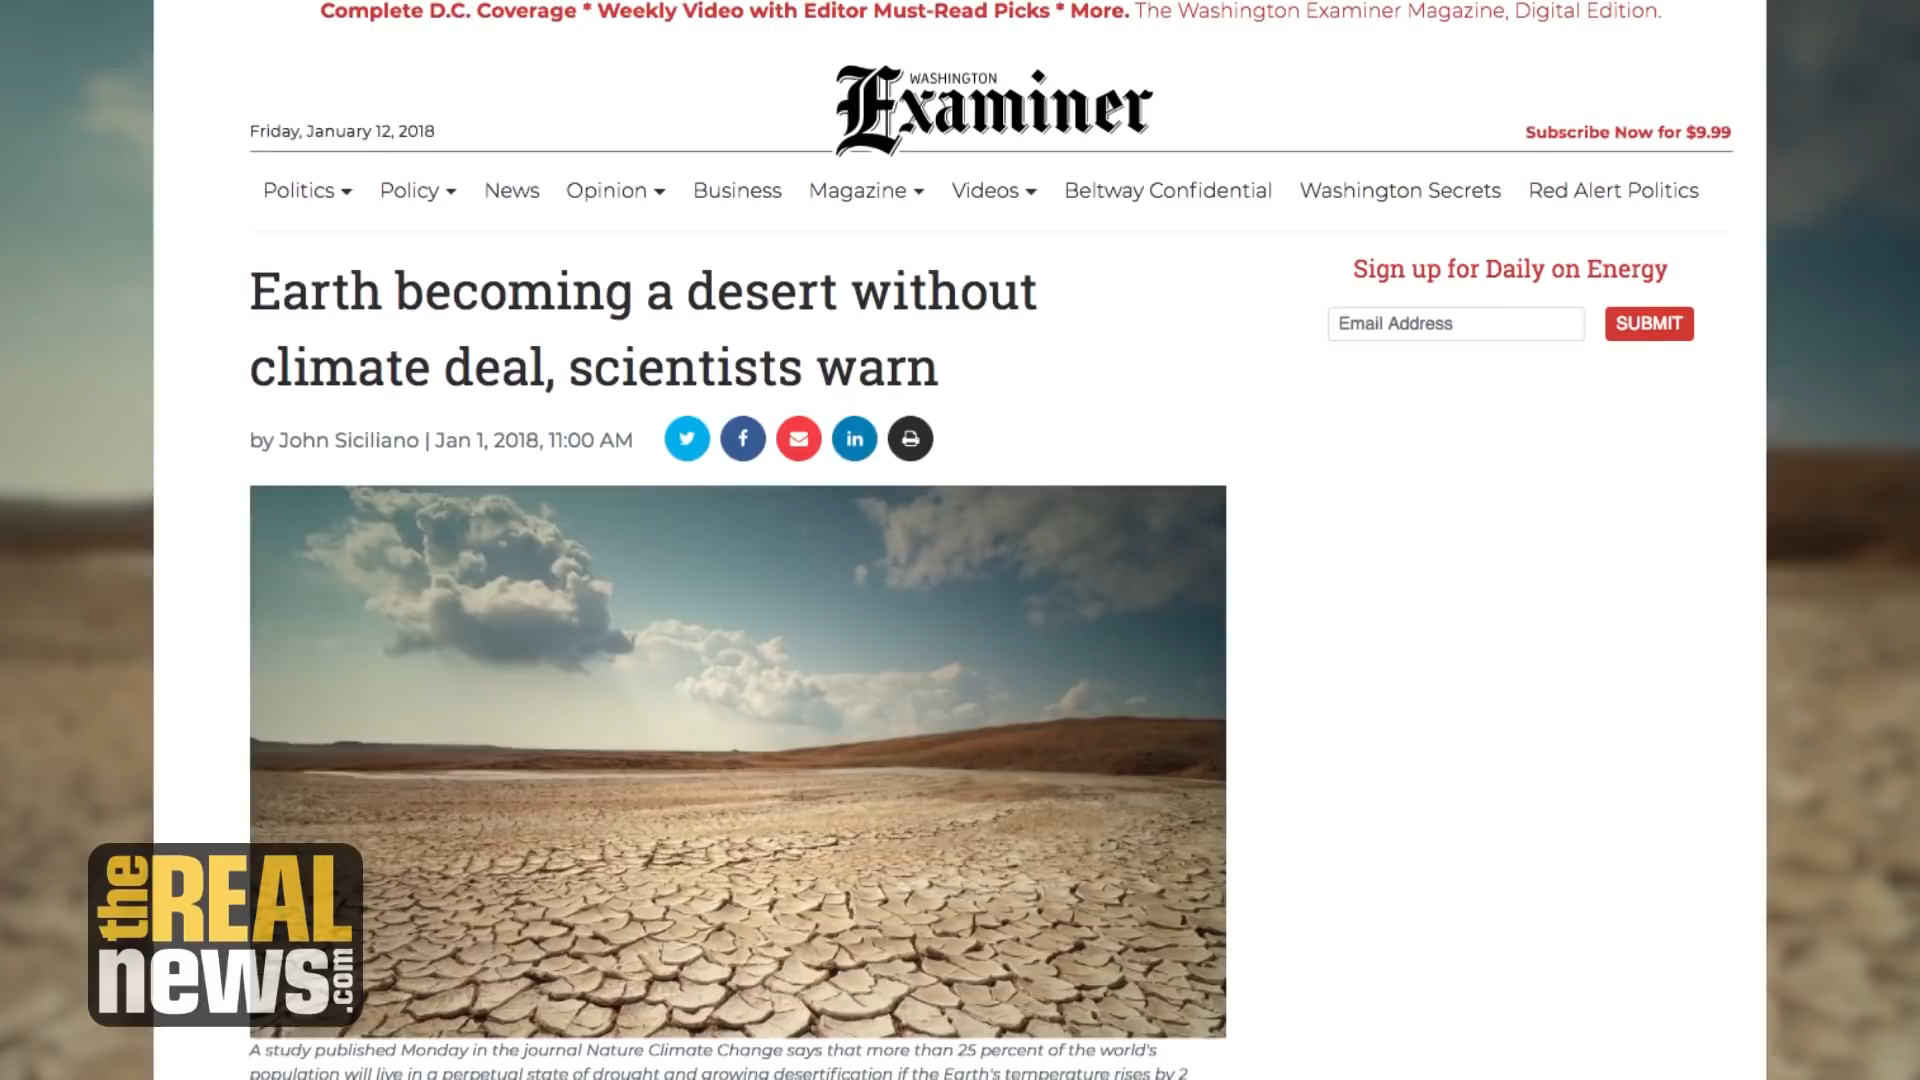 Complete D.C. Coverage * Weekly Video with Editor Must-Read Picks * More. The Washington Examiner Magazine, Digital Edition.
WASHINGTON
Examiner
Friday, January 12, 2018
Subscribe Now for $9.99
Politics Policy News Opinion Business Magazine Videos Beltway Confidential Washington Secrets Red Alert Politics
Earth becoming a desert without
climate deal, scientists warn
Sign up for Daily on Energy
Email Address SUBMIT
by John Siciliano | Jan 1, 2018, 11:00 AM
f
in
the REAL
news.com
A study published Monday in the journal Nature Climate Change says that more than 25 percent of the world's
population will live in a perpetual state of drought and growing desertification if the Earth's temperature rises by 2